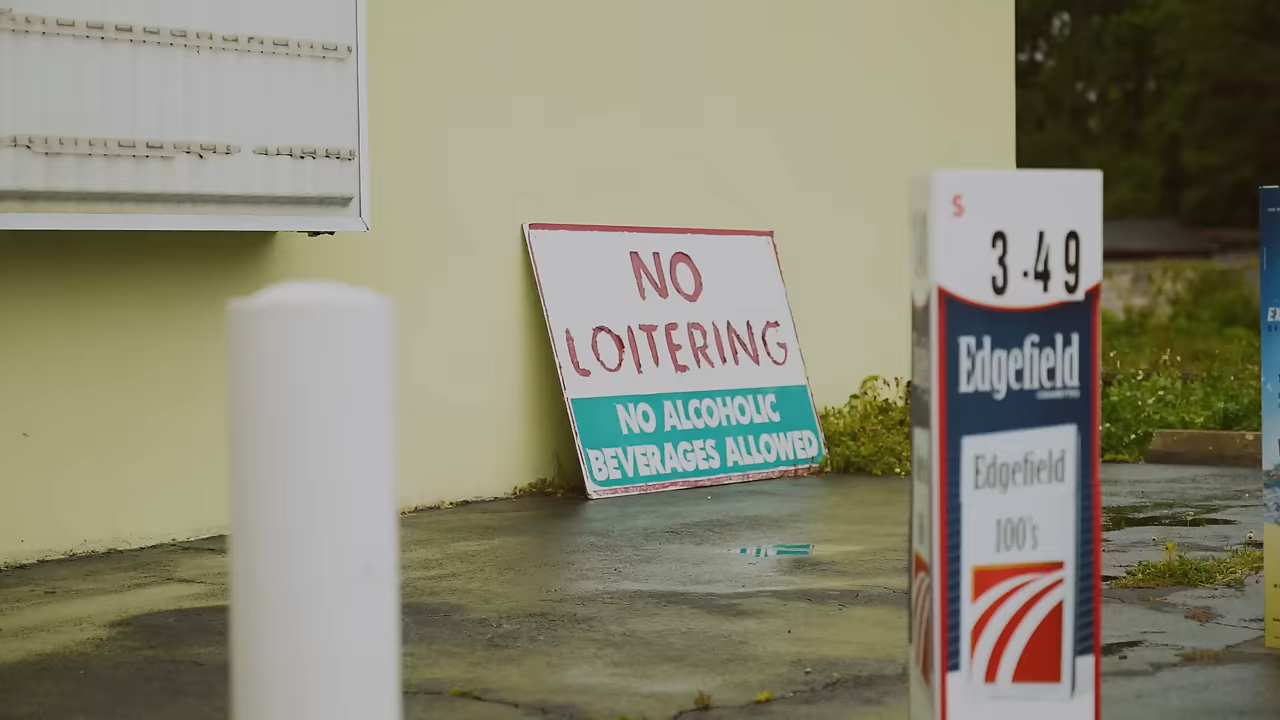 NO
LOITERING
NO ALCOHOLIC
BEVERAGES ALLOWED
$
3.49
Edgefield
Edgefield
100's